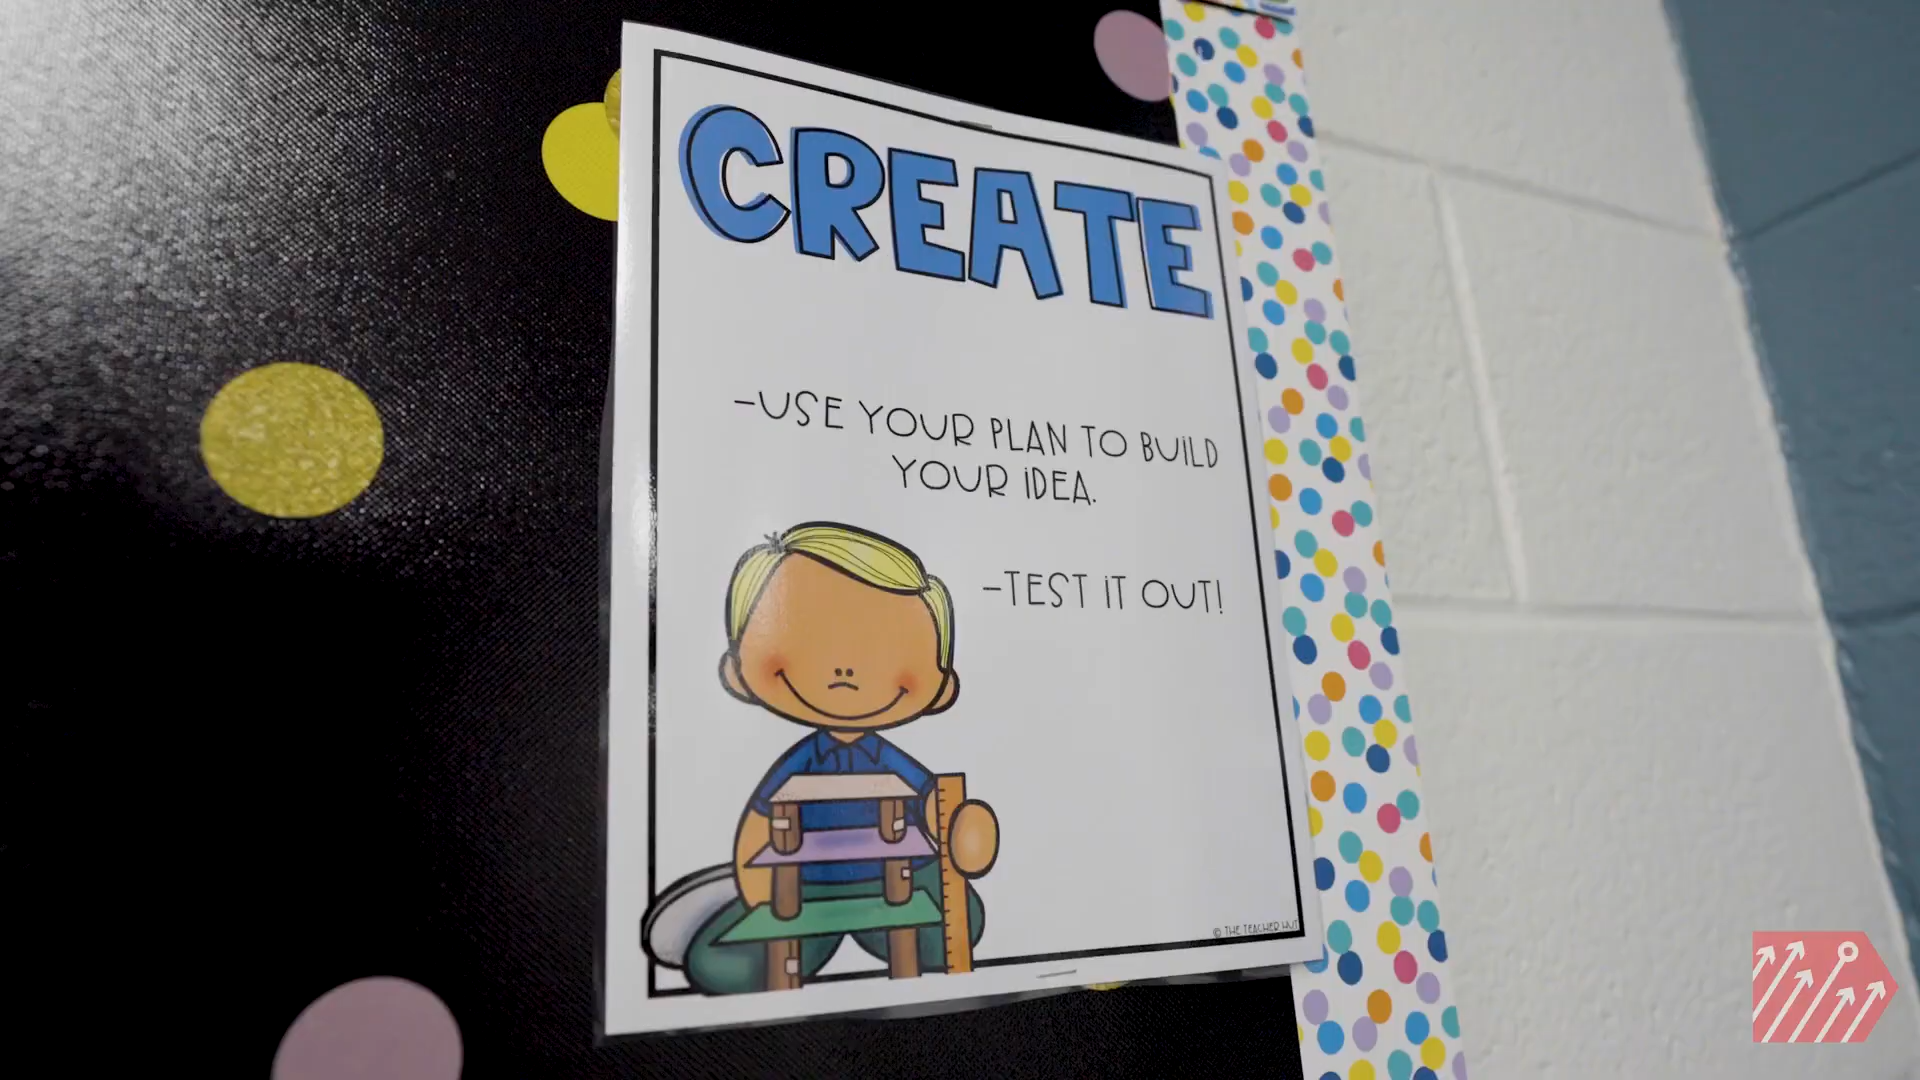 CREATE
-USE YOUR PLAN TO BUILD
YOUR IDEA.
-TEST IT OUT!
© THE TEACHER HUT